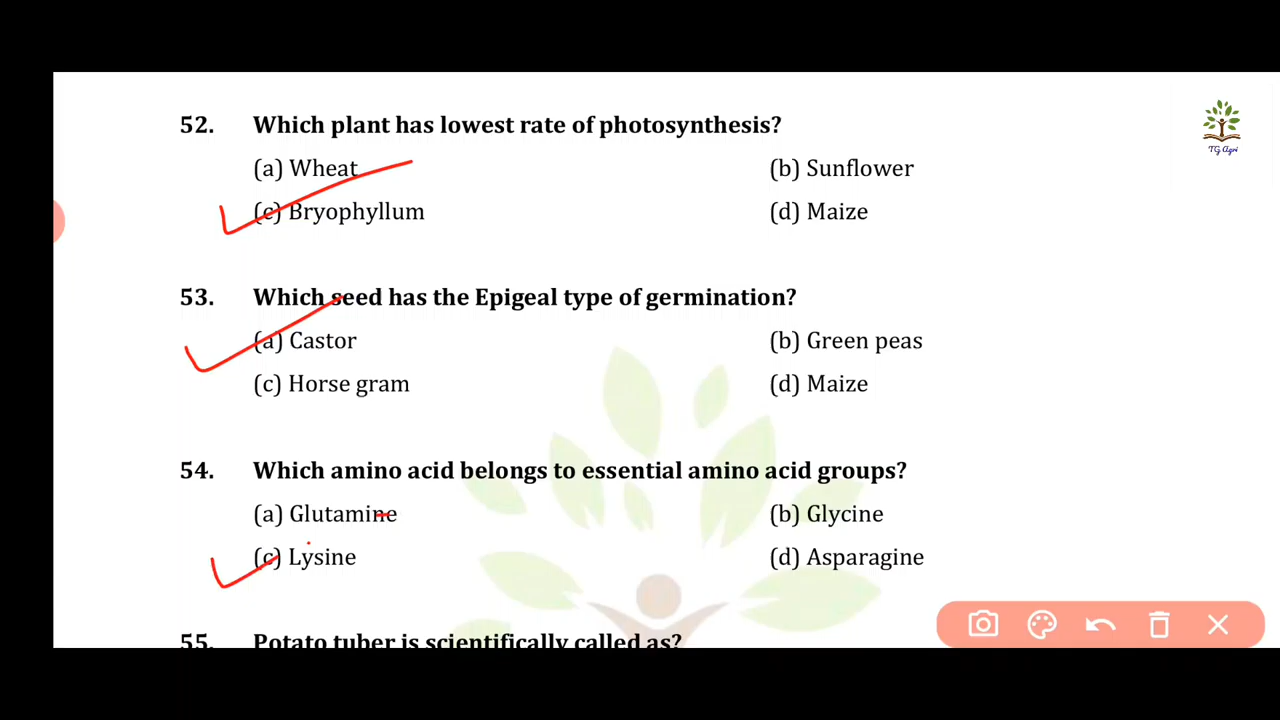 TG Agri
52. Which plant has lowest rate of photosynthesis?
(a) Wheat (b) Sunflower
(c) Bryophyllum (d) Maize
53. Which seed has the Epigeal type of germination?
(a) Castor (b) Green peas
(c) Horse gram (d) Maize
54. Which amino acid belongs to essential amino acid groups?
(a) Glutamine (b) Glycine
(c) Lysine (d) Asparagine
55. Potato tuber is scientifically called as?